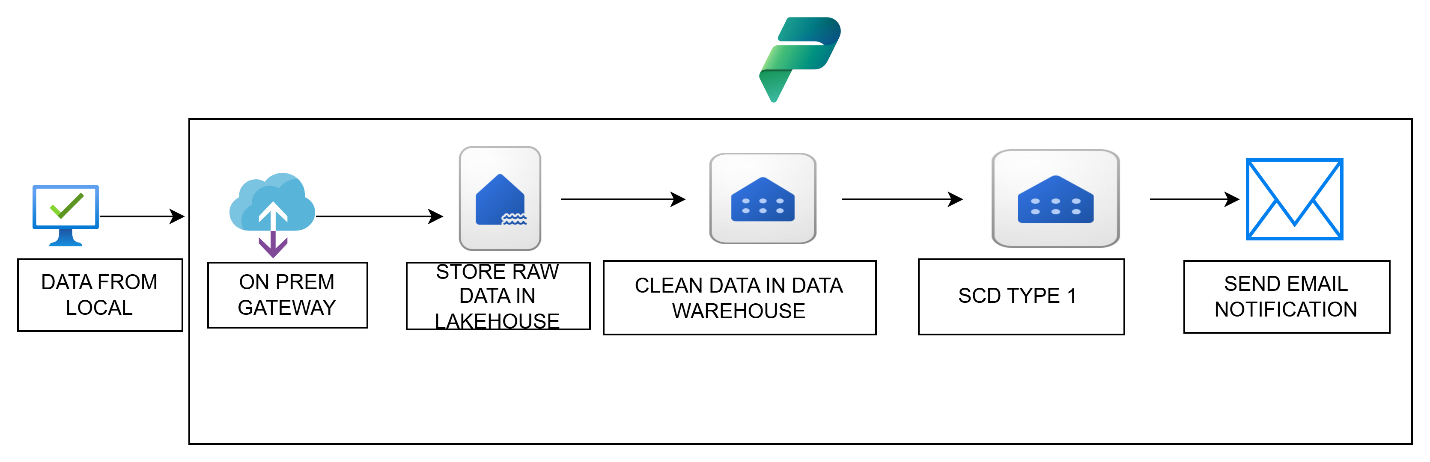 DATA FROM
LOCAL
ON PREM
GATEWAY
STORE RAW
DATA IN
LAKEHOUSE
CLEAN DATA IN DATA
WAREHOUSE
SCD TYPE 1
SEND EMAIL
NOTIFICATION